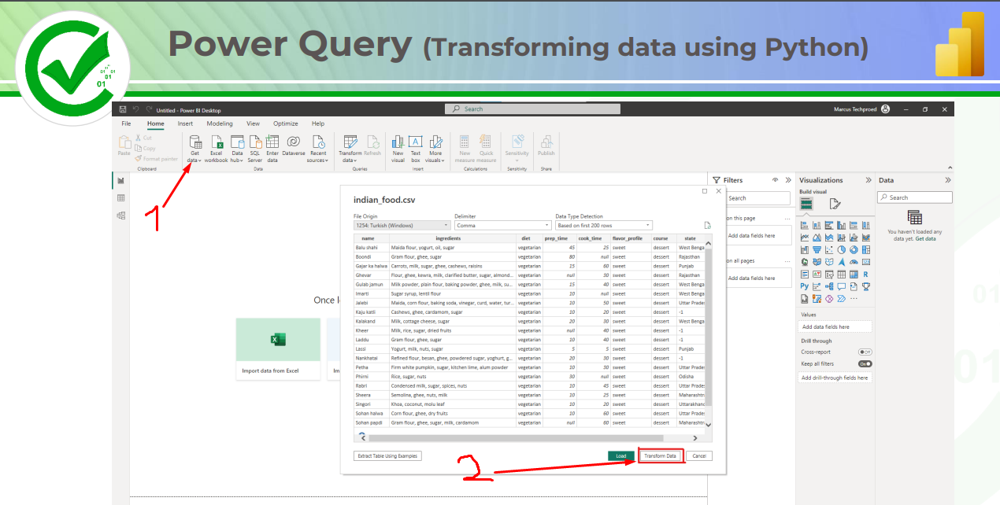 Power Query (Transforming data using Python)
01
01
01
01
01
Untitled - Power BI Desktop
Search
Marcus Techproed
File Home Insert Modeling View Optimize Help
Paste
Cut
Copy
Format painter
Get data
Excel workbook
Data hub
SQL Server
Enter data
Dataverse
Recent sources
Transform data
Refresh
New visual
Text box
More visuals
New measure
Quick measure
Sensitivity
Publish
Clipboard Data Queries Insert Calculations Sensitivity Share
1
Once l
Import data from Excel
Im
indian_food.csv
File Origin Delimiter Data Type Detection
1254: Turkish (Windows) Comma Based on first 200 rows
name ingredients diet prep_time cook_time flavor_profile course state
Balu shahi Maida flour, yogurt, oil, sugar vegetarian 45 25 sweet dessert West Benga
Boondi Gram flour, ghee, sugar vegetarian 80 null sweet dessert Rajasthan
Gajar ka halwa Carrots, milk, sugar, ghee, cashews, raisins vegetarian 15 60 sweet dessert Punjab
Ghevar Flour, ghee, kewra, milk, clarified butter, sugar, almond... vegetarian null 30 sweet dessert Rajasthan
Gulab jamun Milk powder, plain flour, baking powder, ghee, milk, su... vegetarian 15 40 sweet dessert West Benga
Imarti Sugar syrup, lentil flour vegetarian 10 null sweet dessert West Benga
Jalebi Maida, corn flour, baking soda, vinegar, curd, water, tur... vegetarian 10 50 sweet dessert Uttar Prades
Kaju katli Cashews, ghee, cardamom, sugar vegetarian 10 20 sweet dessert -1
Kalakand Milk, cottage cheese, sugar vegetarian 20 30 sweet dessert West Benga
Kheer Milk, rice, sugar, dried fruits vegetarian null 40 sweet dessert -1
Laddu Gram flour, ghee, sugar vegetarian 10 40 sweet dessert -1
Lassi Yogurt, milk, nuts, sugar vegetarian 5 5 sweet dessert Punjab
Nankhatai Refined flour, besan, ghee, powdered sugar, yoghurt, g... vegetarian 20 30 sweet dessert -1
Petha Firm white pumpkin, sugar, kitchen lime, alum powder vegetarian 10 30 sweet dessert Uttar Prades
Phirni Rice, sugar, nuts vegetarian 30 null sweet dessert Odisha
Rabri Condensed milk, sugar, spices, nuts vegetarian 10 45 sweet dessert Uttar Prades
Sheera Semolina, ghee, nuts, milk vegetarian 10 25 sweet dessert Maharashtra
Singori Khoa, coconut, molu leaf vegetarian 10 20 sweet dessert Uttarakhand
Sohan halwa Corn flour, ghee, dry fruits vegetarian 10 60 sweet dessert Uttar Prades
Sohan papdi Gram flour, ghee, sugar, milk, cardamom vegetarian null 60 sweet dessert Maharashtra
Extract Table Using Examples
2
Load Transform Data Cancel
Filters
Search
on this page
Add data fields here
on all pages
Add data fields here
Visualizations
Build visual
123
R
Py
Values
Add data fields here
Drill through
Cross-report Off
Keep all filters On
Add drill-through fields here
Data
Search
You haven't loaded any
data yet. Get data
01
01